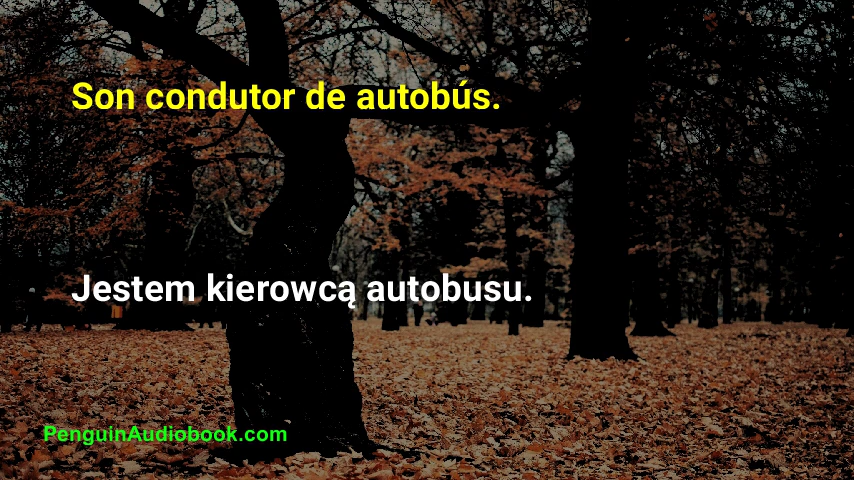 Son condutor de autobús.
Jestem kierowcą autobusu.
PenguinAudiobook.com